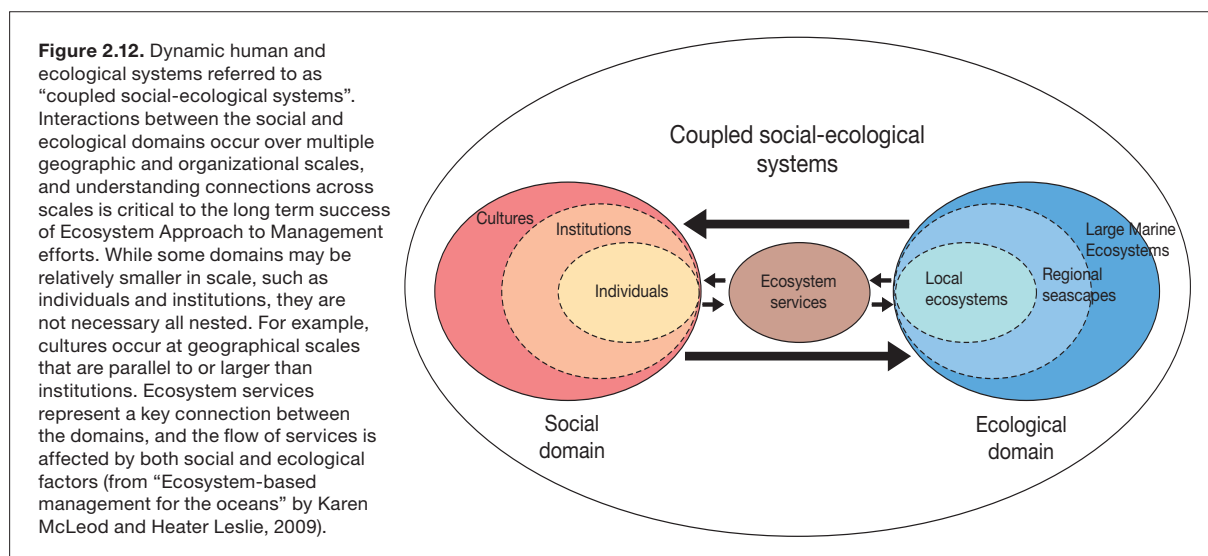 Figure 2.12. Dynamic human and
ecological systems referred to as
“coupled social-ecological systems”.
Interactions between the social and
ecological domains occur over multiple
geographic and organizational scales,
and understanding connections across
scales is critical to the long term success
of Ecosystem Approach to Management
efforts. While some domains may be
relatively smaller in scale, such as
individuals and institutions, they are
not necessary all nested. For example,
cultures occur at geographical scales
that are parallel to or larger than
institutions. Ecosystem services
represent a key connection between
the domains, and the flow of services is
affected by both social and ecological
factors (from “Ecosystem-based
management for the oceans” by Karen
McLeod and Heater Leslie, 2009).
Coupled social-ecological
systems
Cultures
Institutions
Individuals
Ecosystem
services
Local
ecosystems
Regional
seascapes
Large Marine
Ecosystems
Social
domain
Ecological
domain